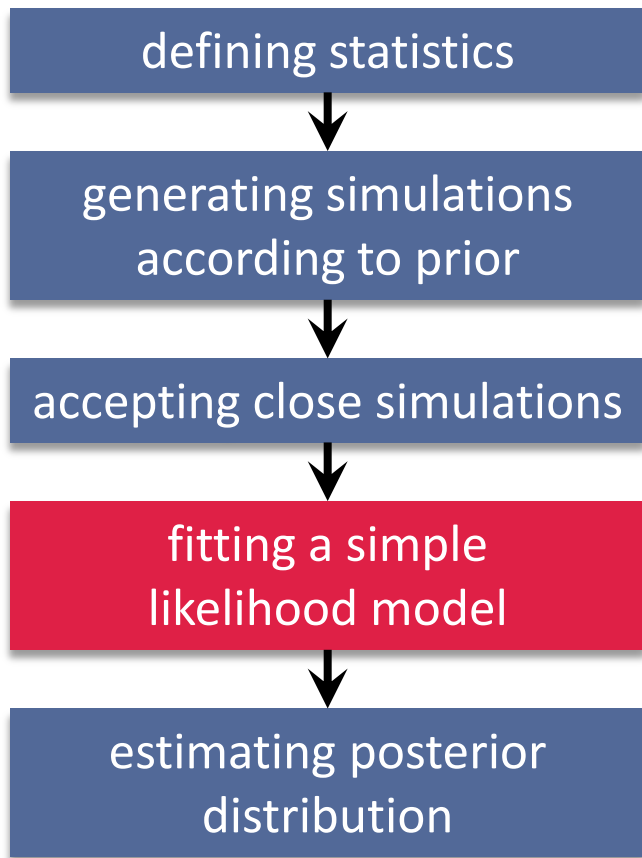 defining statistics
generating simulations
according to prior
accepting close simulations
fitting a simple
likelihood model
estimating posterior
distribution